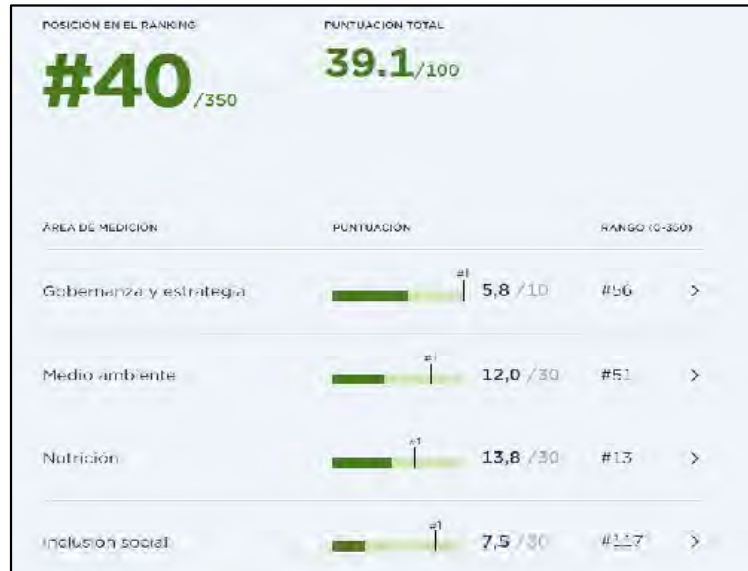 POSICIÓN EN EL RANKING
#40/350
PUNTUACIÓN TOTAL
39.1/100
ÁREA DE MEDICIÓN PUNTUACIÓN RANGO (0-350)
#1
Gobernanza y estrategia 5,8 /10 #56 >
#1
Medio ambiente 12,0 /30 #51 >
#1
Nutrición 13,8 /30 #13 >
#1
Inclusión social 7,5 /30 #117 >